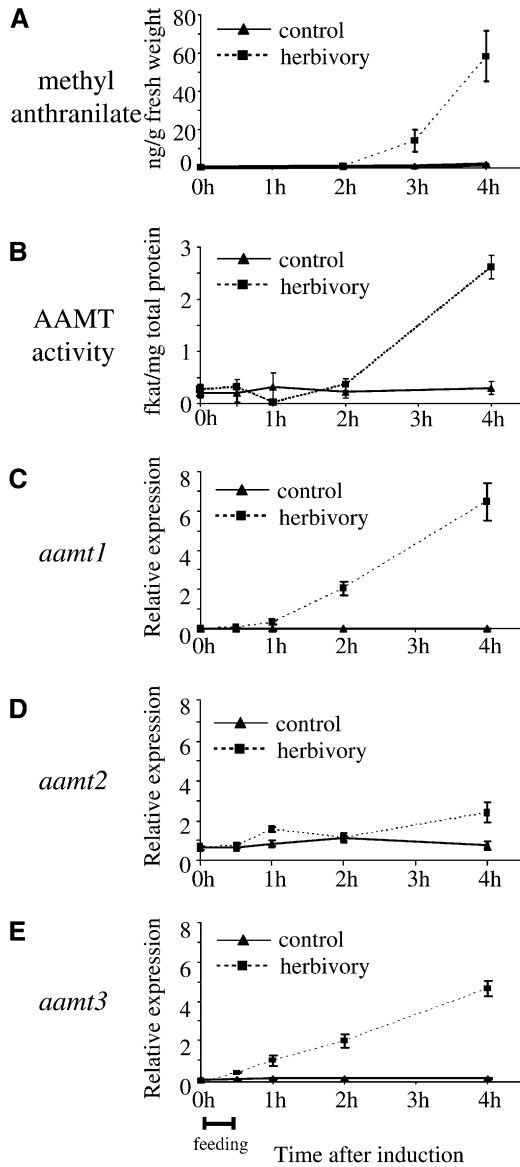 A
methyl
anthranilate
ng/g fresh weight
80
60
40
20
0
control
herbivory
0h 1h 2h 3h 4h
B
AAMT
activity
fkat/mg total protein
3
2
1
0
control
herbivory
0h 1h 2h 3h 4h
C
aamt1
Relative expression
8
6
4
2
0
control
herbivory
0h 1h 2h 3h 4h
D
aamt2
Relative expression
8
6
4
2
0
control
herbivory
0h 1h 2h 3h 4h
E
aamt3
Relative expression
8
6
4
2
0
control
herbivory
0h 1h 2h 3h 4h
feeding
Time after induction